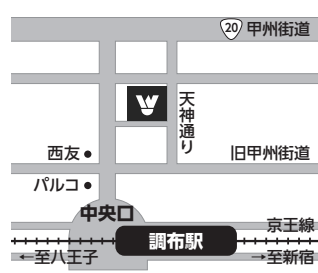 20 甲州街道
天神通り
西友
旧甲州街道
パルコ
中央口
京王線
調布駅
←至八王子
→至新宿